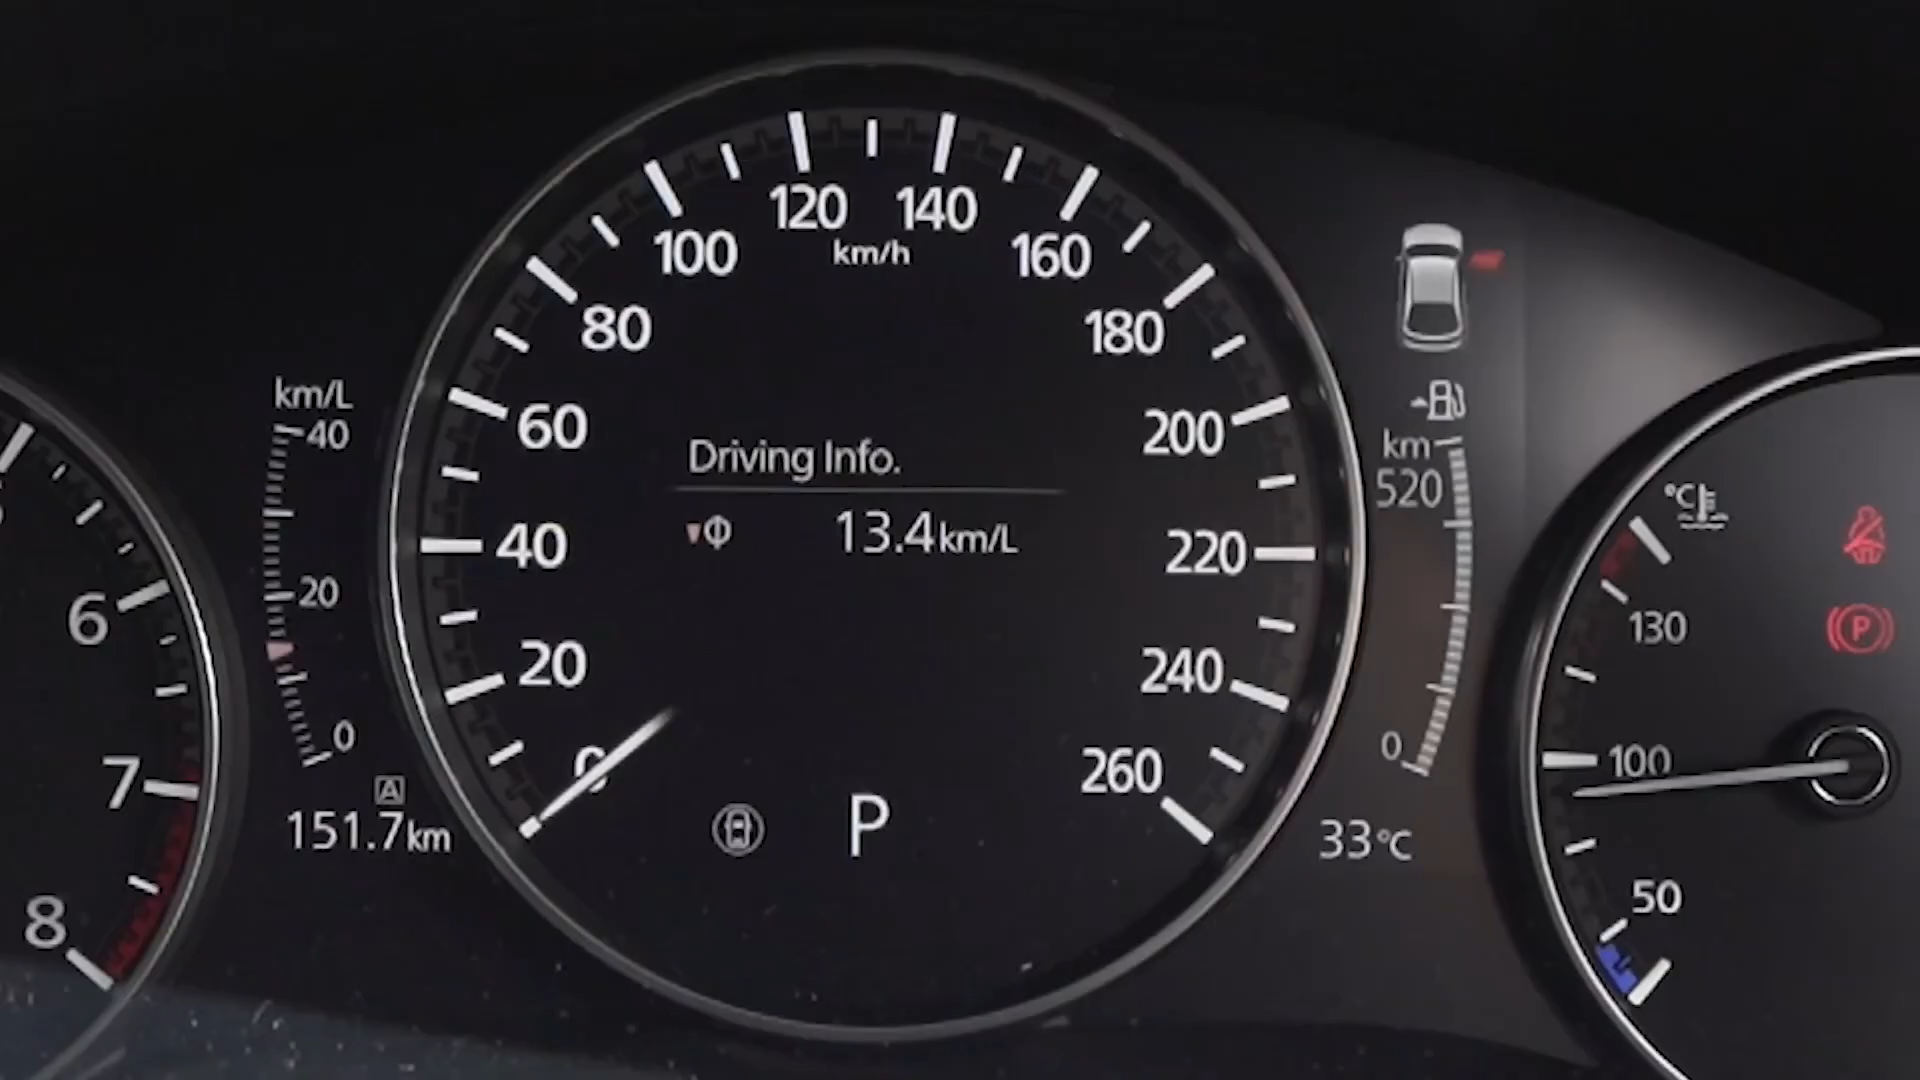 120
140
100
km/h
160
80
180
km/L
40
60
200
km
520
Driving Info.
°C
13.4km/L
40
220
20
6
130
P
20
240
0
0
0
100
260
7
A
151.7km
P
33°C
50
8